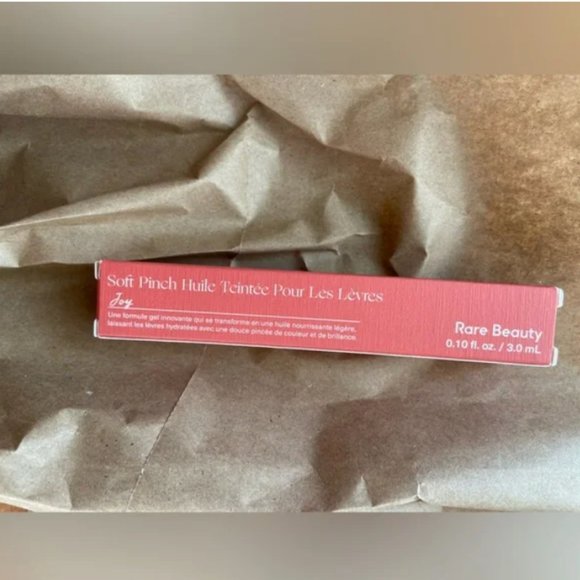 Soft Pinch Huile Teintée Pour Les Lèvres
Joy
Une formule gel innovante qui se transforme en une huile nourrissante légère,
laissant les lèvres hydratées avec une douce pincée de couleur et de brillance.
Rare Beauty
0.10 fl. oz. / 3.0 mL